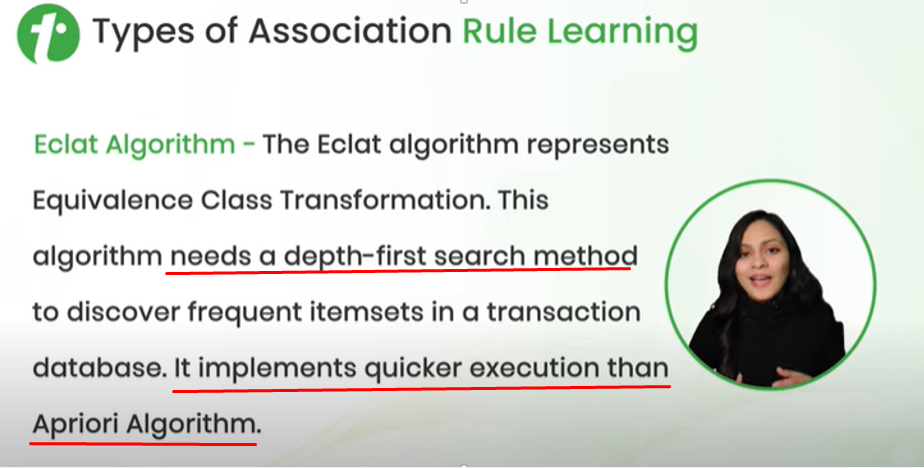 Types of Association Rule Learning
Eclat Algorithm - The Eclat algorithm represents
Equivalence Class Transformation. This
algorithm needs a depth-first search method
to discover frequent itemsets in a transaction
database. It implements quicker execution than
Apriori Algorithm.